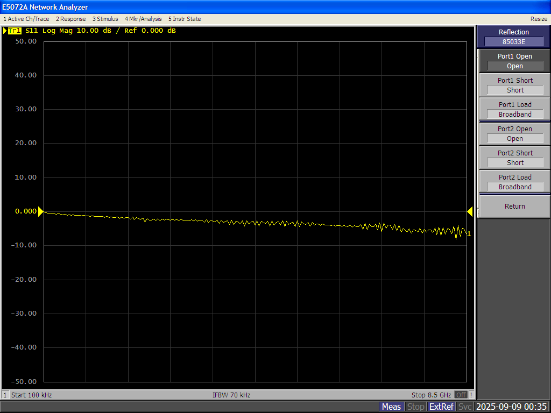 E5072A Network Analyzer
1 Active Ch/Trace 2 Response 3 Stimulus 4 Mkr/Analysis 5 Instr State
Resize
Tr1 S11 Log Mag 10.00 dB / Ref 0.000 dB
50.00
40.00
30.00
20.00
10.00
0.000
-10.00
-20.00
-30.00
-40.00
-50.00
1
Reflection
85033E
Port1 Open
Open
Port1 Short
Short
Port1 Load
Broadband
Port2 Open
Open
Port2 Short
Short
Port2 Load
Broadband
Return
Start 100 kHz
IFBW 70 kHz
Stop 8.5 GHz Off
Meas Stop ExtRef Svc 2025-09-09 00:35